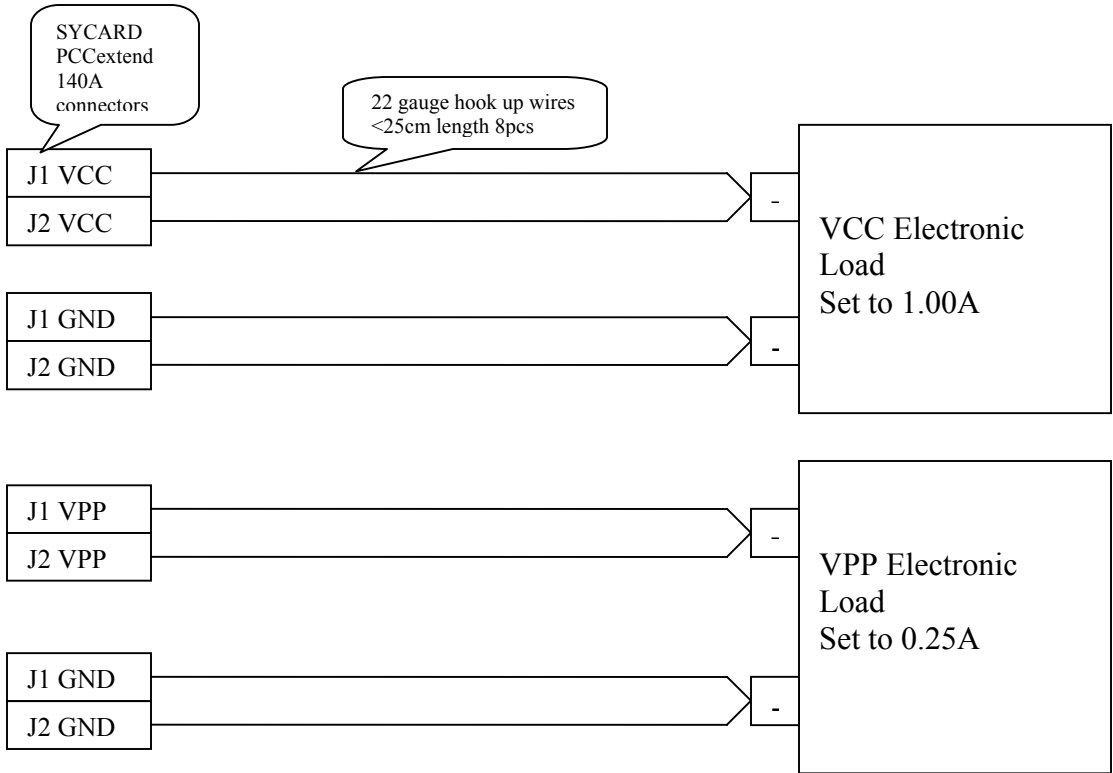 SYCARD
PCCextend
140A
connectors
22 gauge hook up wires
<25cm length 8pcs
J1 VCC
J2 VCC
-
VCC Electronic
Load
Set to 1.00A
J1 GND
J2 GND
-
J1 VPP
J2 VPP
-
VPP Electronic
Load
Set to 0.25A
J1 GND
J2 GND
-